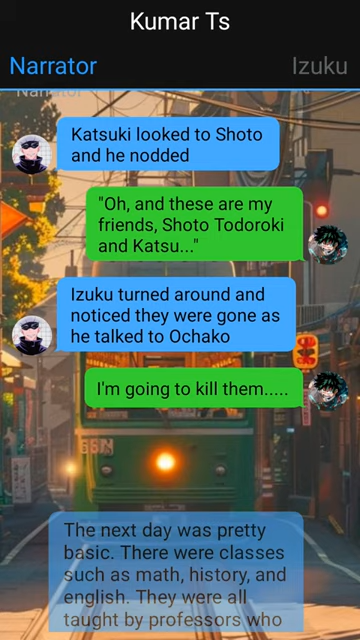 Kumar Ts
Narrator
Izuku
Narrator
Katsuki looked to Shoto
and he nodded
"Oh, and these are my
friends, Shoto Todoroki
and Katsu..."
Izuku turned around and
noticed they were gone as
he talked to Ochako
I'm going to kill them.....
The next day was pretty
basic. There were classes
such as math, history, and
english. They were all
taught by professors who